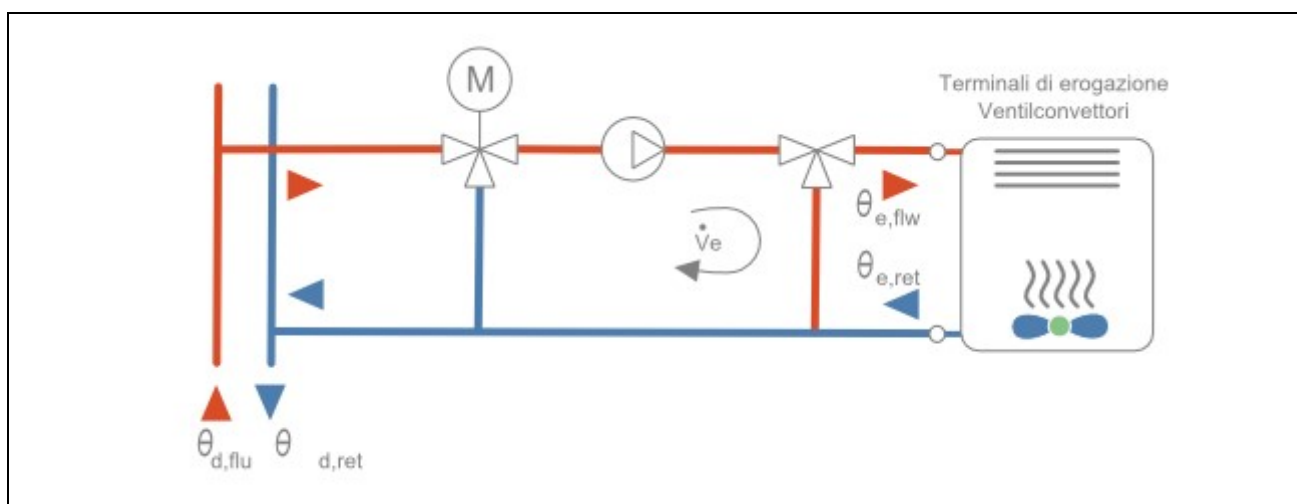 M
Terminali di erogazione
Ventilconvettori
θe,flw
V̇e
θe,ret
θd,flu θ d,ret